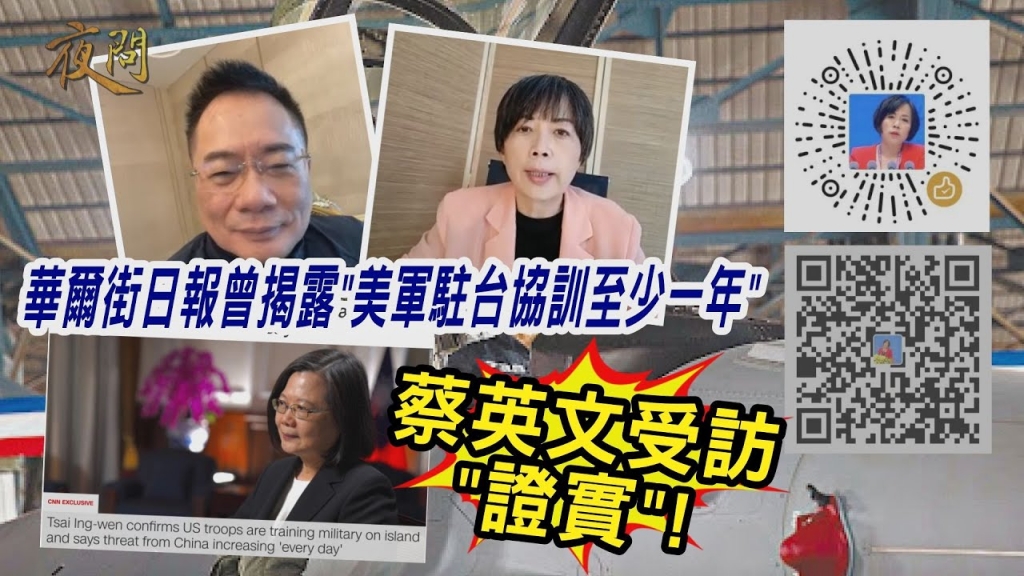 夜問
華爾街日報曾揭露"美軍駐台協訓至少一年"
蔡英文受訪
"證實"!
CNN EXCLUSIVE
Tsai Ing-wen confirms US troops are training military on island
and says threat from China increasing 'every day'